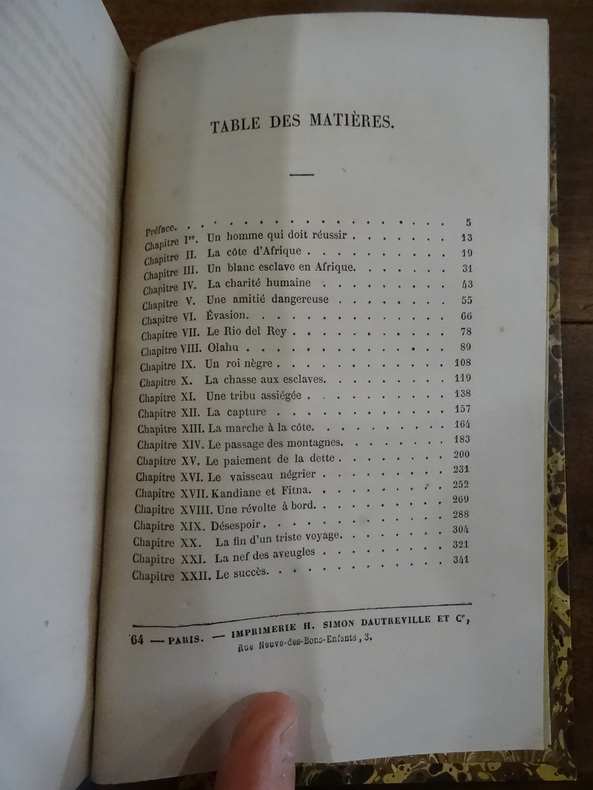 TABLE DES MATIÈRES.
Préface. . . . . . . . . . . . . . . . . . 5
Chapitre Ier. Un homme qui doit réussir . . . . . . . 13
Chapitre II. La côte d'Afrique . . . . . . . . . . 19
Chapitre III. Un blanc esclave en Afrique. . . . . . . 31
Chapitre IV. La charité humaine . . . . . . . . . 43
Chapitre V. Une amitié dangereuse . . . . . . . . 55
Chapitre VI. Évasion. . . . . . . . . . . . . . 66
Chapitre VII. Le Rio del Rey . . . . . . . . . . . 78
Chapitre VIII. Olahu . . . . . . . . . . . . . . 89
Chapitre IX. Un roi nègre . . . . . . . . . . . . 108
Chapitre X. La chasse aux esclaves. . . . . . . . . 119
Chapitre XI. Une tribu assiégée . . . . . . . . . . 138
Chapitre XII. La capture . . . . . . . . . . . . 157
Chapitre XIII. La marche à la côte. . . . . . . . . . 164
Chapitre XIV. Le passage des montagnes. . . . . . . . 183
Chapitre XV. Le paiement de la dette . . . . . . . . 200
Chapitre XVI. Le vaisseau négrier . . . . . . . . . 231
Chapitre XVII. Kandiane et Fitna. . . . . . . . . . 252
Chapitre XVIII. Une révolte à bord. . . . . . . . . . 269
Chapitre XIX. Désespoir. . . . . . . . . . . . . 288
Chapitre XX. La fin d'un triste voyage. . . . . . . . 304
Chapitre XXI. La nef des aveugles . . . . . . . . . 321
Chapitre XXII. Le succès. . . . . . . . . . . . . 341
64 — PARIS. — IMPRIMERIE H. SIMON DAUTREVILLE ET Ce,
Rue Neuve-des-Bons-Enfants, 3.